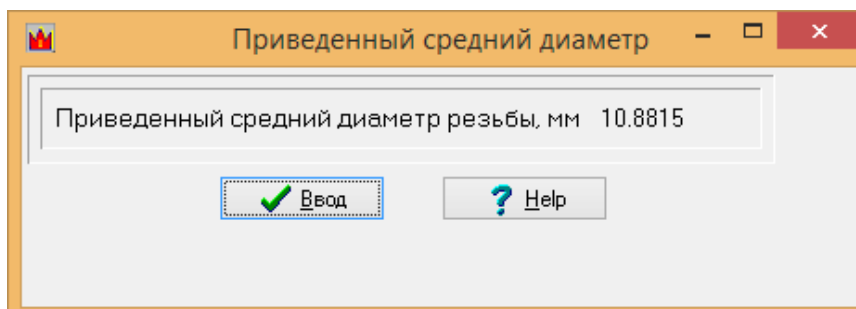 Приведенный средний диаметр
Приведенный средний диаметр резьбы, мм 10.8815
Ввод
Help